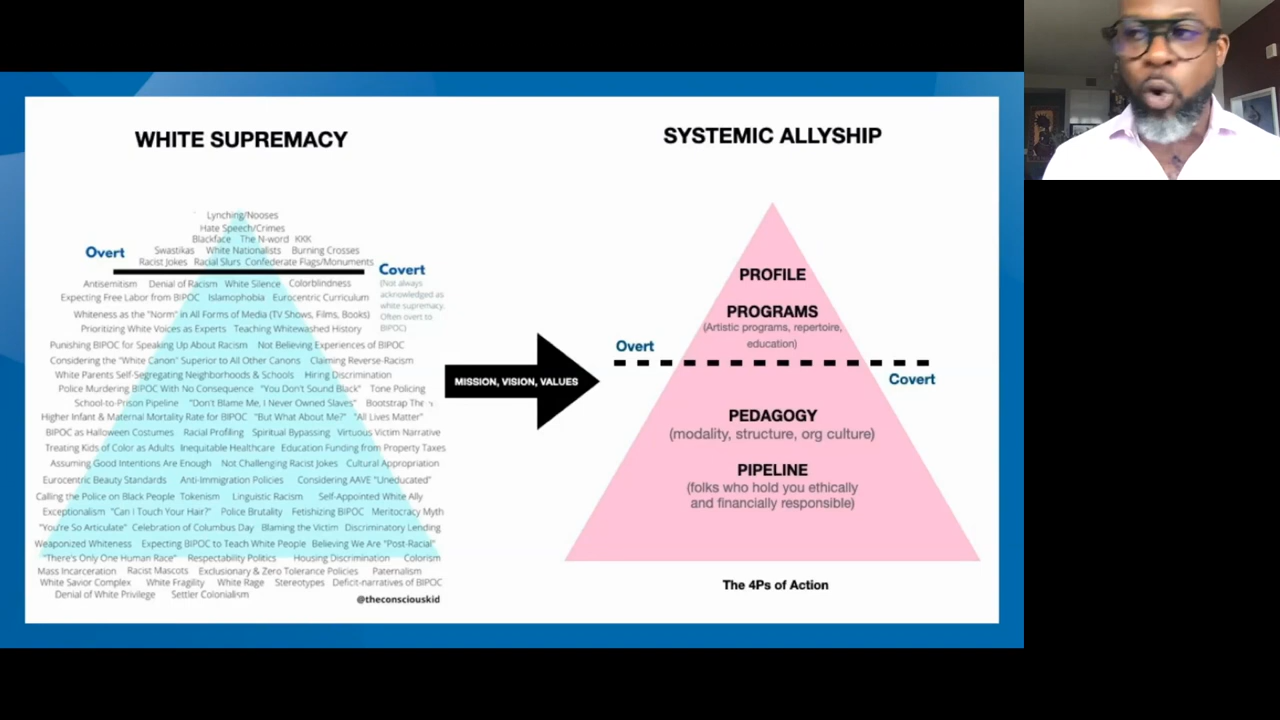 WHITE SUPREMACY
Lynching/Nooses
Hate Speech/Crimes
Blackface The N-word KKK
Swastikas White Nationalists Burning Crosses
Racist Jokes Racial Slurs Confederate Flags/Monuments
Overt
Covert
(Not always
acknowledged as
white supremacy.
Often overt to
BIPOC)
Antisemitism Denial of Racism White Silence Colorblindness
Expecting Free Labor from BIPOC Islamophobia Eurocentric Curriculum
Whiteness as the "Norm" in All Forms of Media (TV Shows, Films, Books)
Prioritizing White Voices as Experts Teaching Whitewashed History
Punishing BIPOC for Speaking Up About Racism Not Believing Experiences of BIPOC
Considering the "White Canon" Superior to All Other Canons Claiming Reverse-Racism
White Parents Self-Segregating Neighborhoods & Schools Hiring Discrimination
Police Murdering BIPOC With No Consequence "You Don't Sound Black" Tone Policing
School-to-Prison Pipeline "Don't Blame Me, I Never Owned Slaves" Bootstrap
Higher Infant & Maternal Mortality Rate for BIPOC "But What About Me?" "All Lives Matter"
BIPOC as Halloween Costumes Racial Profiling Spiritual Bypassing Virtuous Victim Narrative
Treating Kids of Color as Adults Inequitable Healthcare Education Funding from Property Taxes
Assuming Good Intentions Are Enough Not Challenging Racist Jokes Cultural Appropriation
Eurocentric Beauty Standards Anti-Immigration Policies Considering AAVE "Uneducated"
Calling the Police on Black People Tokenism Linguistic Racism Self-Appointed White Ally
Exceptionalism "Can I Touch Your Hair?" Police Brutality Fetishizing BIPOC Meritocracy Myth
"You're So Articulate" Celebration of Columbus Day Blaming the Victim Discriminatory Lending
Weaponized Whiteness Expecting BIPOC to Teach White People Believing We Are "Post-Racial"
"There's Only One Human Race" Respectability Politics Housing Discrimination Colorism
Mass Incarceration Racist Mascots Exclusionary & Zero Tolerance Policies Paternalism
White Savior Complex White Fragility White Rage Stereotypes Deficit-narratives of BIPOC
Denial of White Privilege Settler Colonialism
@theconsciouskid
MISSION, VISION, VALUES
SYSTEMIC ALLYSHIP
PROFILE
PROGRAMS
(Artistic programs, repertoire,
education)
Overt
Covert
PEDAGOGY
(modality, structure, org culture)
PIPELINE
(folks who hold you ethically
and financially responsible)
The 4Ps of Action